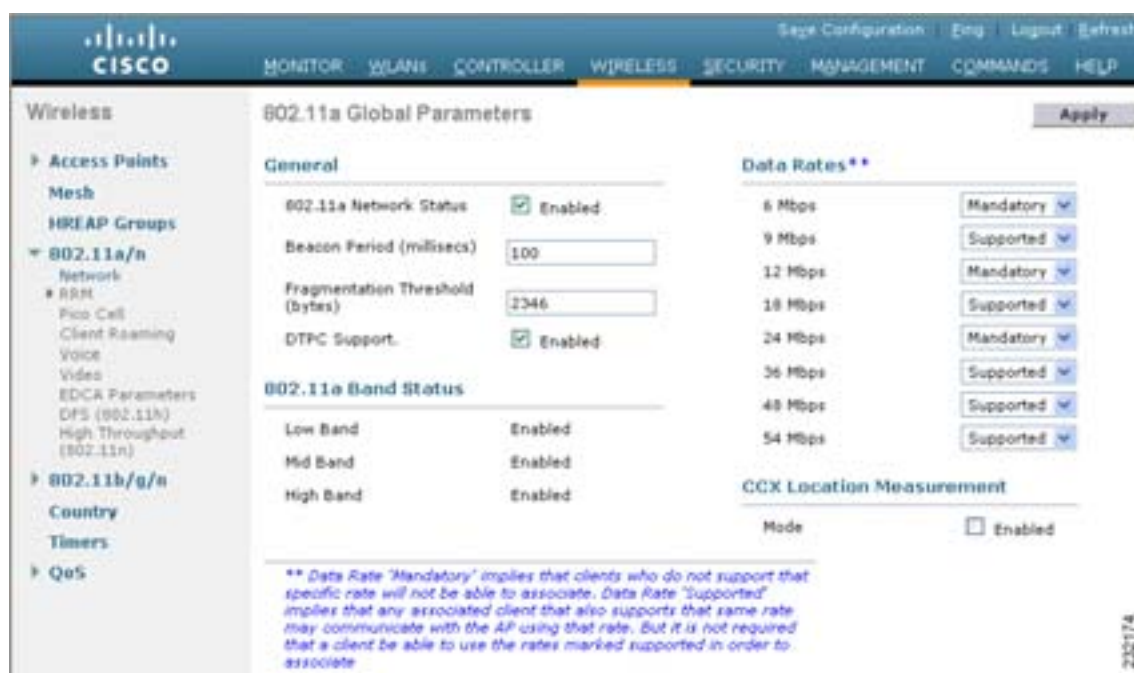 Save Configuration Ping Logout Refresh
CISCO
MONITOR WLANs CONTROLLER WIRELESS SECURITY MANAGEMENT COMMANDS HELP
Wireless
Access Points
Mesh
HREAP Groups
802.11a/n
Network
RRM
Pico Cell
Client Roaming
Voice
Video
EDCA Parameters
DFS (802.11h)
High Throughput
(802.11n)
802.11b/g/n
Country
Timers
QoS
802.11a Global Parameters
Apply
General
802.11a Network Status Enabled
Beacon Period (millisecs) 100
Fragmentation Threshold
(bytes) 2346
DTPC Support. Enabled
802.11a Band Status
Low Band Enabled
Mid Band Enabled
High Band Enabled
Data Rates**
6 Mbps Mandatory
9 Mbps Supported
12 Mbps Mandatory
18 Mbps Supported
24 Mbps Mandatory
36 Mbps Supported
48 Mbps Supported
54 Mbps Supported
CCX Location Measurement
Mode Enabled
** Data Rate 'Mandatory' implies that clients who do not support that
specific rate will not be able to associate. Data Rate 'Supported'
implies that any associated client that also supports that same rate
may communicate with the AP using that rate. But it is not required
that a client be able to use the rates marked supported in order to
associate
232174